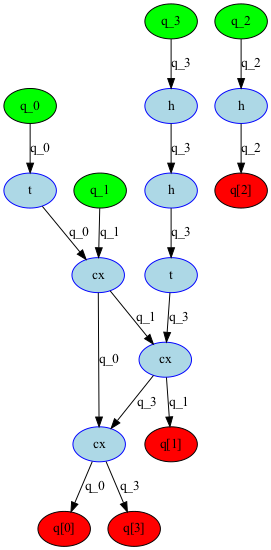 q_3 q_2
q_3 q_2
q_0 h h
q_0 q_3 q_2
t q_1 h q[2]
q_0 q_1 q_3
cx t
q_1 q_3
q_0 cx
q_3 q_1
cx q[1]
q_0 q_3
q[0] q[3]